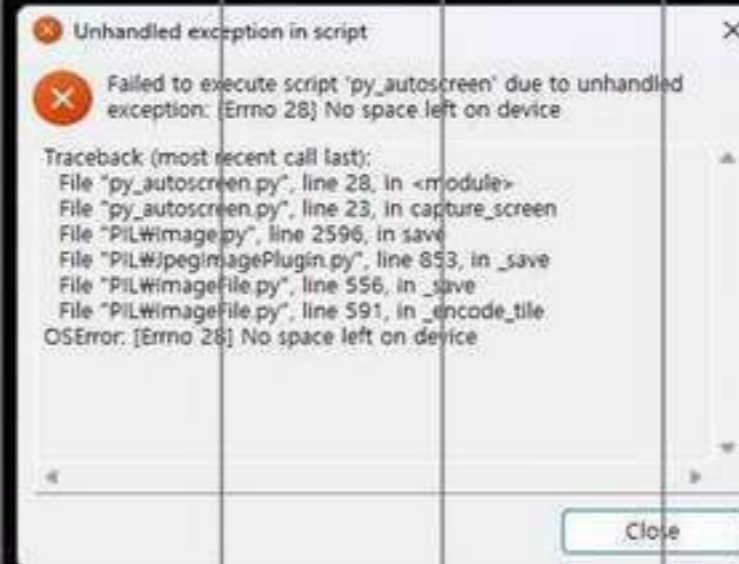 Unhandled exception in script
Failed to execute script 'py_autoscreen' due to unhandled
exception: [Errno 28] No space left on device
Traceback (most recent call last):
File "py_autoscreen.py", line 28, in <module>
File "py_autoscreen.py", line 23, in capture_screen
File "PIL₩Image.py", line 2596, in save
File "PIL₩JpegImagePlugin.py", line 853, in _save
File "PIL₩ImageFile.py", line 556, in _save
File "PIL₩ImageFile.py", line 591, in _encode_tile
OSError: [Errno 28] No space left on device
Close